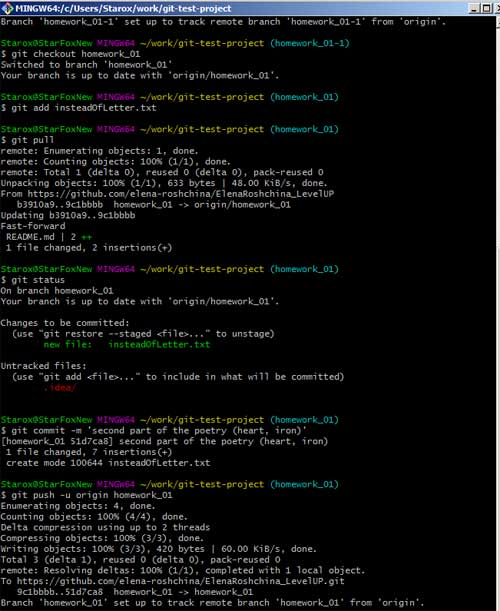 MINGW64:/c/Users/Starox/work/git-test-project
Branch 'homework_01-1' set up to track remote branch 'homework_01-1' from 'origin'.
Starox@StarFoxNew MINGW64 ~/work/git-test-project (homework_01-1)
$ git checkout homework_01
Switched to branch 'homework_01'
Your branch is up to date with 'origin/homework_01'.
Starox@StarFoxNew MINGW64 ~/work/git-test-project (homework_01)
$ git add insteadOfLetter.txt
Starox@StarFoxNew MINGW64 ~/work/git-test-project (homework_01)
$ git pull
remote: Enumerating objects: 1, done.
remote: Counting objects: 100% (1/1), done.
remote: Total 1 (delta 0), reused 0 (delta 0), pack-reused 0
Unpacking objects: 100% (1/1), 633 bytes | 48.00 KiB/s, done.
From https://github.com/elena-roshchina/ElenaRoshchina_LevelUP
b3910a9..9c1bbbb homework_01 -> origin/homework_01
Updating b3910a9..9c1bbbb
Fast-forward
README.md | 2 ++
1 file changed, 2 insertions(+)
Starox@StarFoxNew MINGW64 ~/work/git-test-project (homework_01)
$ git status
On branch homework_01
Your branch is up to date with 'origin/homework_01'.
Changes to be committed:
(use "git restore --staged <file>..." to unstage)
new file: insteadOfLetter.txt
Untracked files:
(use "git add <file>..." to include in what will be committed)
.idea/
Starox@StarFoxNew MINGW64 ~/work/git-test-project (homework_01)
$ git commit -m 'second part of the poetry (heart, iron)'
[homework_01 51d7ca8] second part of the poetry (heart, iron)
1 file changed, 7 insertions(+)
create mode 100644 insteadOfLetter.txt
Starox@StarFoxNew MINGW64 ~/work/git-test-project (homework_01)
$ git push -u origin homework_01
Enumerating objects: 4, done.
Counting objects: 100% (4/4), done.
Delta compression using up to 2 threads
Compressing objects: 100% (3/3), done.
Writing objects: 100% (3/3), 420 bytes | 60.00 KiB/s, done.
Total 3 (delta 1), reused 0 (delta 0), pack-reused 0
remote: Resolving deltas: 100% (1/1), completed with 1 local object.
To https://github.com/elena-roshchina/ElenaRoshchina_LevelUP.git
9c1bbbb..51d7ca8 homework_01 -> homework_01
Branch 'homework_01' set up to track remote branch 'homework_01' from 'origin'.